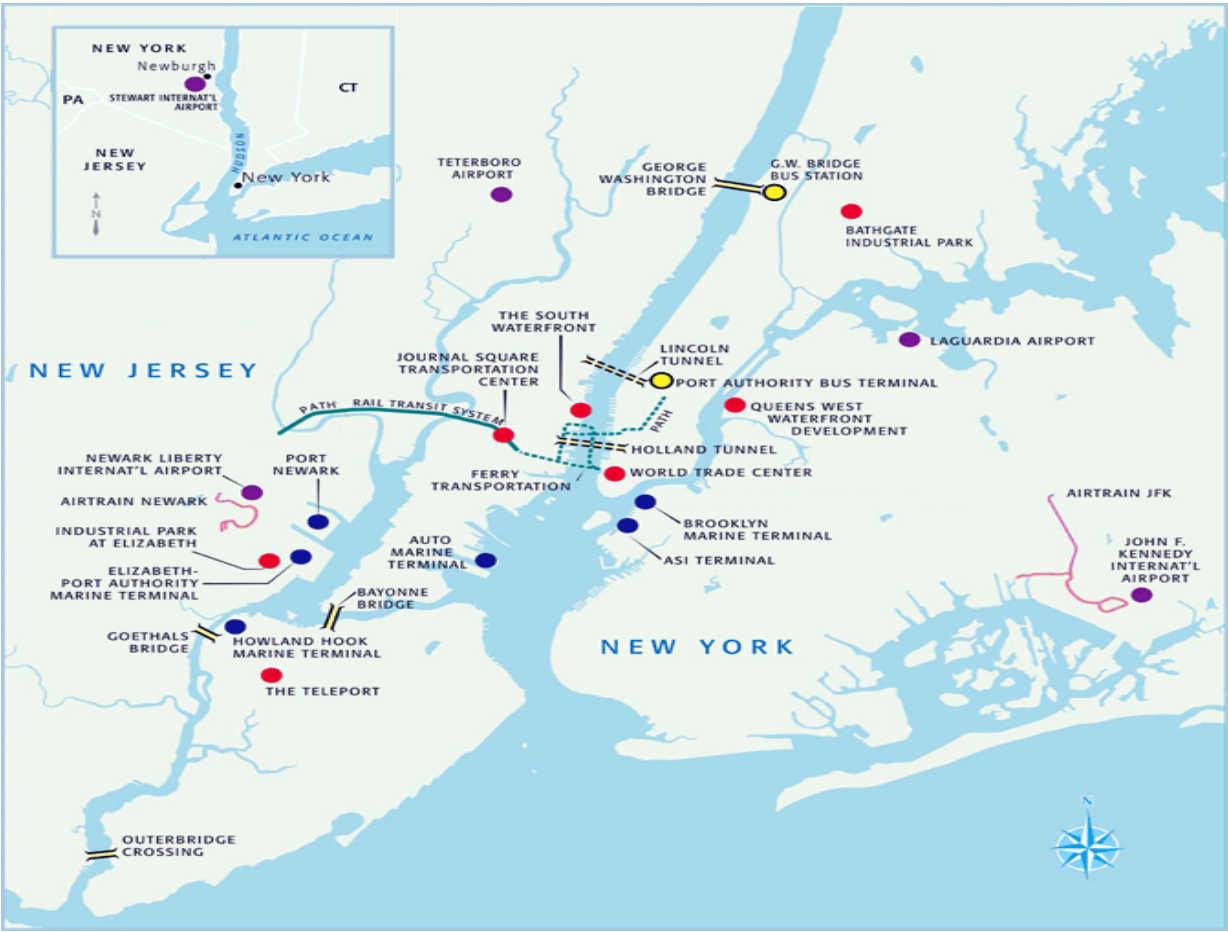 NEW YORK
Newburgh
STEWART INTERNAT'L
AIRPORT
PA
CT
NEW
JERSEY
HUDSON
N
New York
ATLANTIC OCEAN
TETERBORO
AIRPORT
GEORGE
WASHINGTON
BRIDGE
G.W. BRIDGE
BUS STATION
BATHGATE
INDUSTRIAL PARK
THE SOUTH
WATERFRONT
LINCOLN
TUNNEL
LAGUARDIA AIRPORT
NEW JERSEY
JOURNAL SQUARE
TRANSPORTATION
CENTER
PORT AUTHORITY BUS TERMINAL
PATH RAIL TRANSIT SYSTEM
PATH
QUEENS WEST
WATERFRONT
DEVELOPMENT
HOLLAND TUNNEL
NEWARK LIBERTY
INTERNAT'L AIRPORT
PORT
NEWARK
FERRY
TRANSPORTATION
WORLD TRADE CENTER
AIRTRAIN NEWARK
AIRTRAIN JFK
INDUSTRIAL PARK
AT ELIZABETH
AUTO
MARINE
TERMINAL
BROOKLYN
MARINE TERMINAL
ASI TERMINAL
JOHN F.
KENNEDY
INTERNAT'L
AIRPORT
ELIZABETH-
PORT AUTHORITY
MARINE TERMINAL
BAYONNE
BRIDGE
GOETHALS
BRIDGE
HOWLAND HOOK
MARINE TERMINAL
NEW YORK
THE TELEPORT
N
OUTERBRIDGE
CROSSING